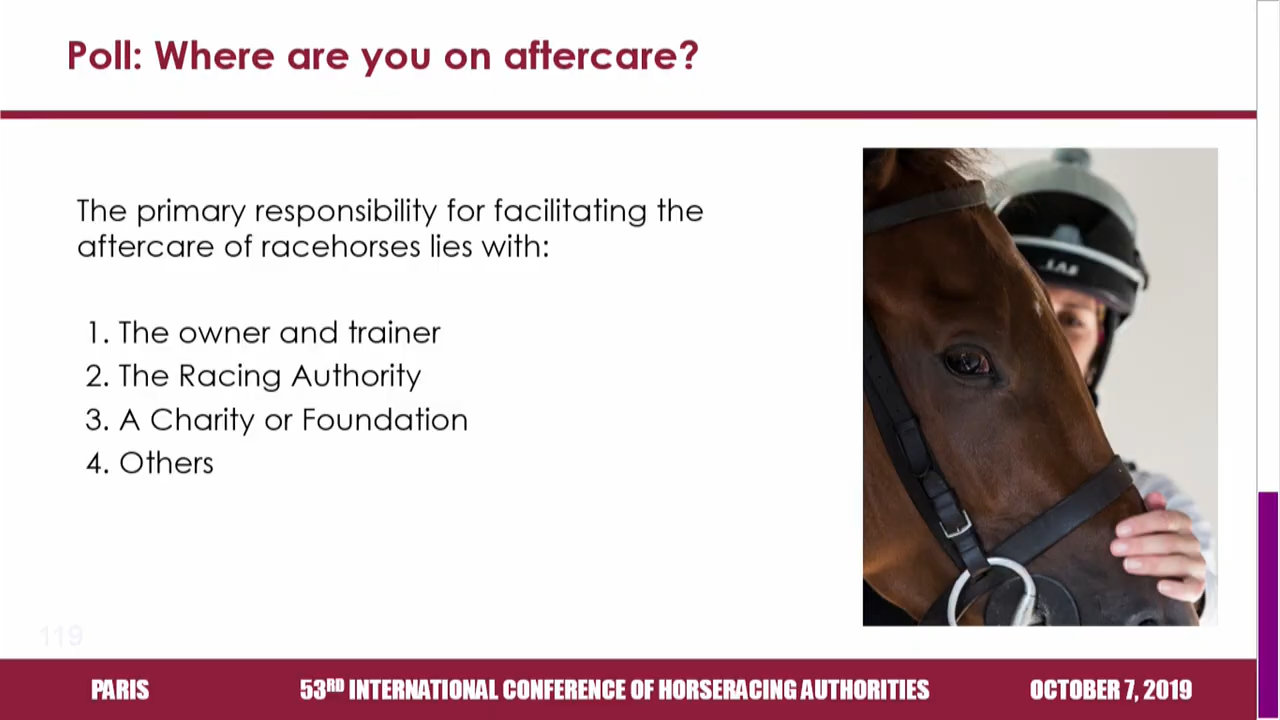 Poll: Where are you on aftercare?
The primary responsibility for facilitating the
aftercare of racehorses lies with:
1. The owner and trainer
2. The Racing Authority
3. A Charity or Foundation
4. Others
LAS
119
PARIS
53RD INTERNATIONAL CONFERENCE OF HORSERACING AUTHORITIES
OCTOBER 7, 2019